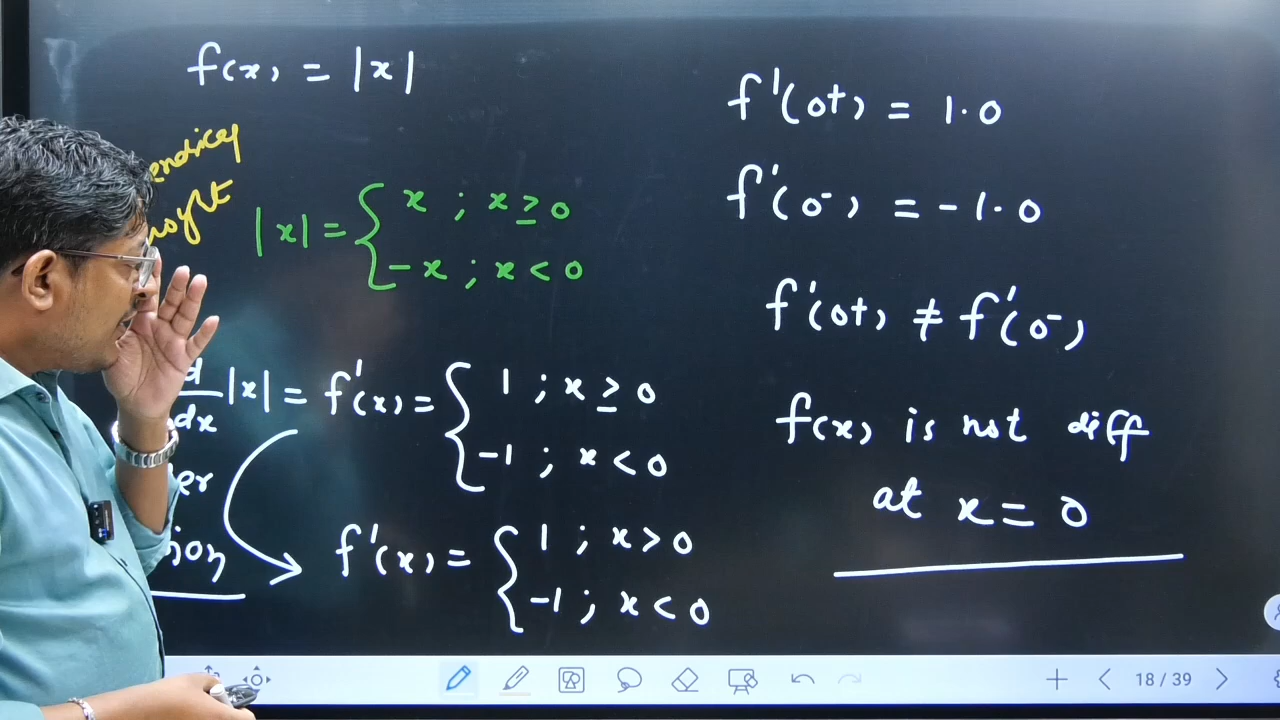 f(x) = |x|
|x| = { x ; x ≥ 0
-x ; x < 0
d/dx |x| = f'(x) = { 1 ; x ≥ 0
-1 ; x < 0
f'(x) = { 1 ; x > 0
-1 ; x < 0
f'(0+) = 1.0
f'(0-) = -1.0
f'(0+) ≠ f'(0-)
f(x) is not diff
at x = 0
18 / 39